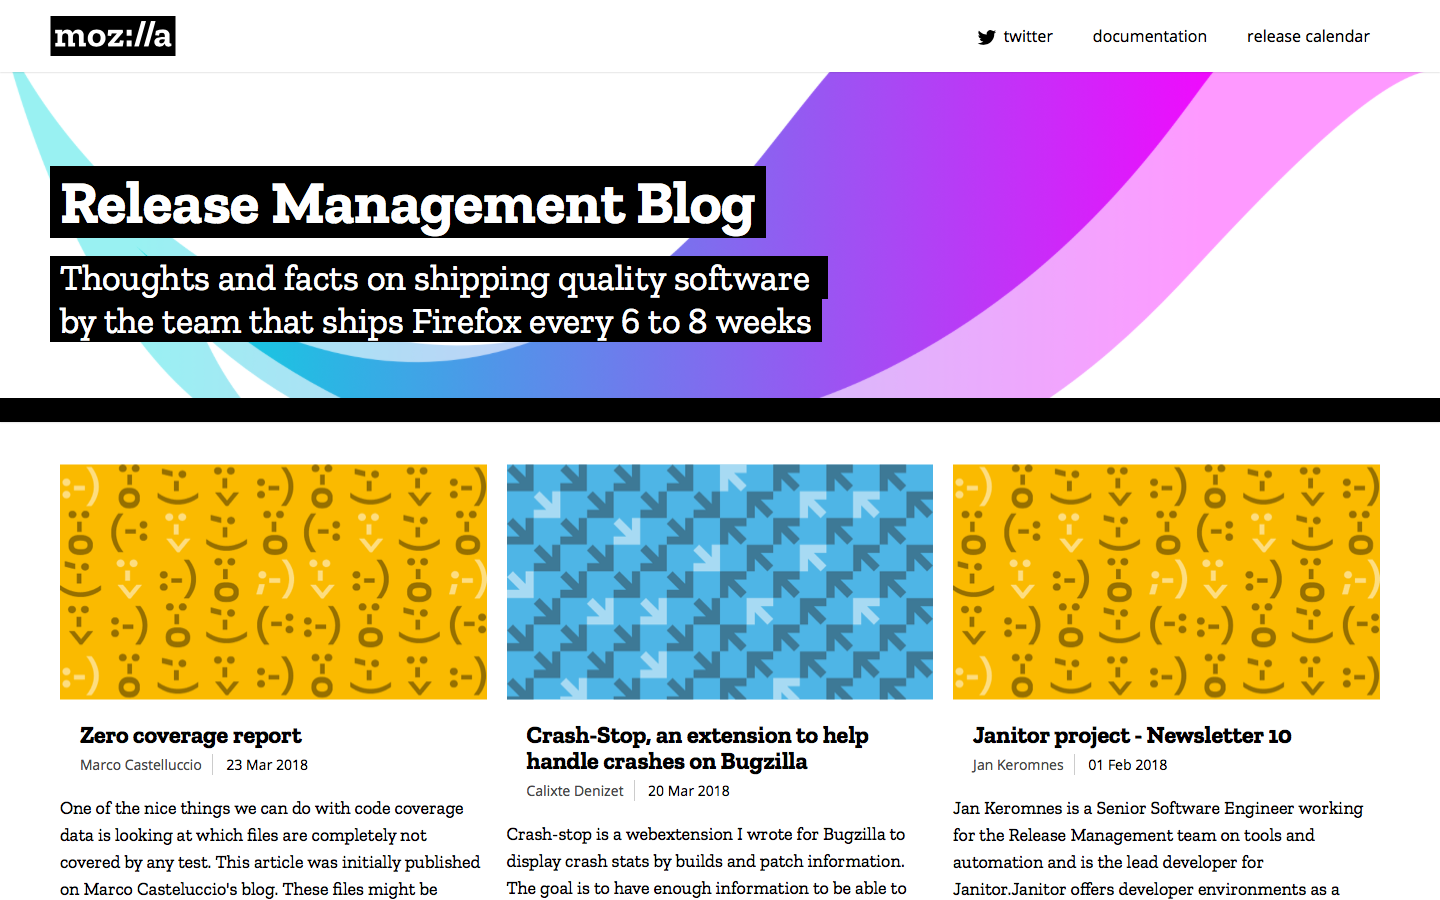 moz://a
twitter
documentation
release calendar
Release Management Blog
Thoughts and facts on shipping quality software
by the team that ships Firefox every 6 to 8 weeks
Zero coverage report
Marco Castelluccio
23 Mar 2018
One of the nice things we can do with code coverage
data is looking at which files are completely not
covered by any test. This article was initially published
on Marco Casteluccio's blog. These files might be
Crash-Stop, an extension to help
handle crashes on Bugzilla
Calixte Denizet
20 Mar 2018
Crash-stop is a webextension I wrote for Bugzilla to
display crash stats by builds and patch information.
The goal is to have enough information to be able to
Janitor project - Newsletter 10
Jan Keromnes
01 Feb 2018
Jan Keromnes is a Senior Software Engineer working
for the Release Management team on tools and
automation and is the lead developer for
Janitor.Janitor offers developer environments as a